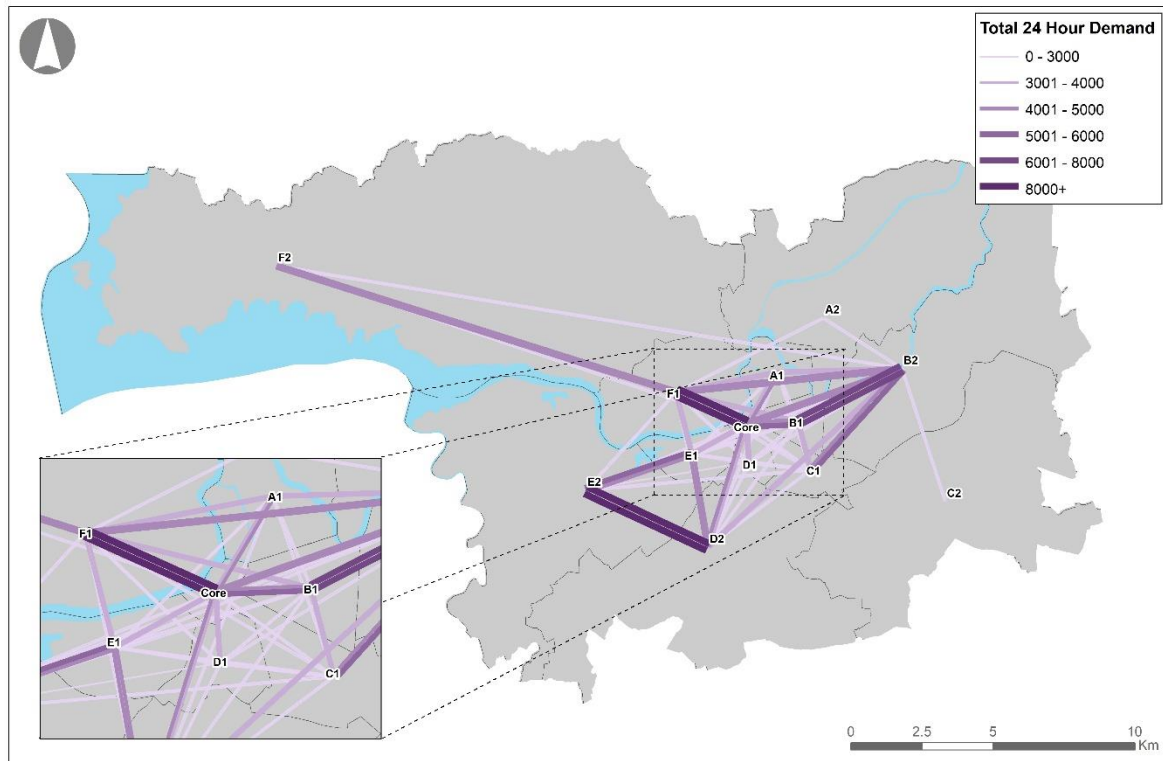 Total 24 Hour Demand
0 - 3000
3001 - 4000
4001 - 5000
5001 - 6000
6001 - 8000
8000+
F2
A2
B2
A1
F1
Core
B1
E1
D1
C1
E2
C2
D2
A1
F1
Core
B1
E1
D1
C1
0 2.5 5 10
Km